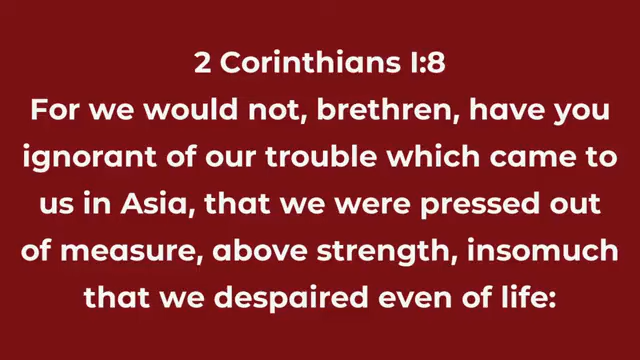 2 Corinthians I:8
For we would not, brethren, have you
ignorant of our trouble which came to
us in Asia, that we were pressed out
of measure, above strength, insomuch
that we despaired even of life: